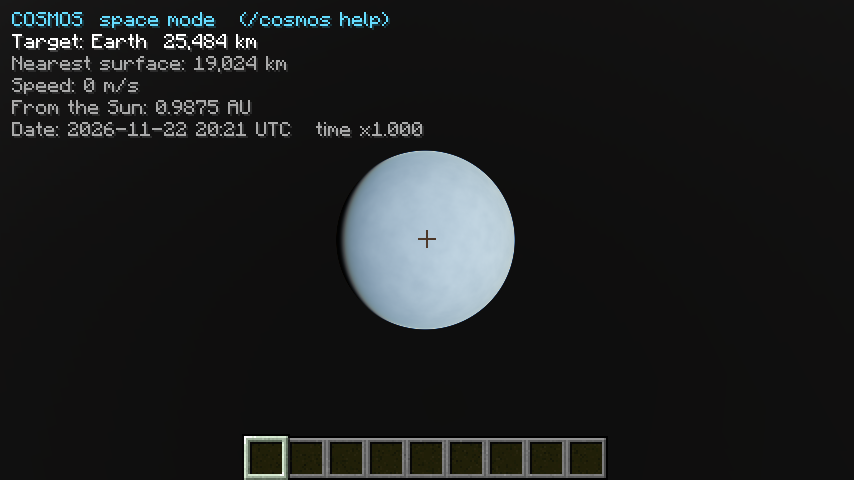 COSMOS space mode (/cosmos help)
Target: Earth 25,484 km
Nearest surface: 19,024 km
Speed: 0 m/s
From the Sun: 0.9875 AU
Date: 2026-11-22 20:21 UTC time x1.000